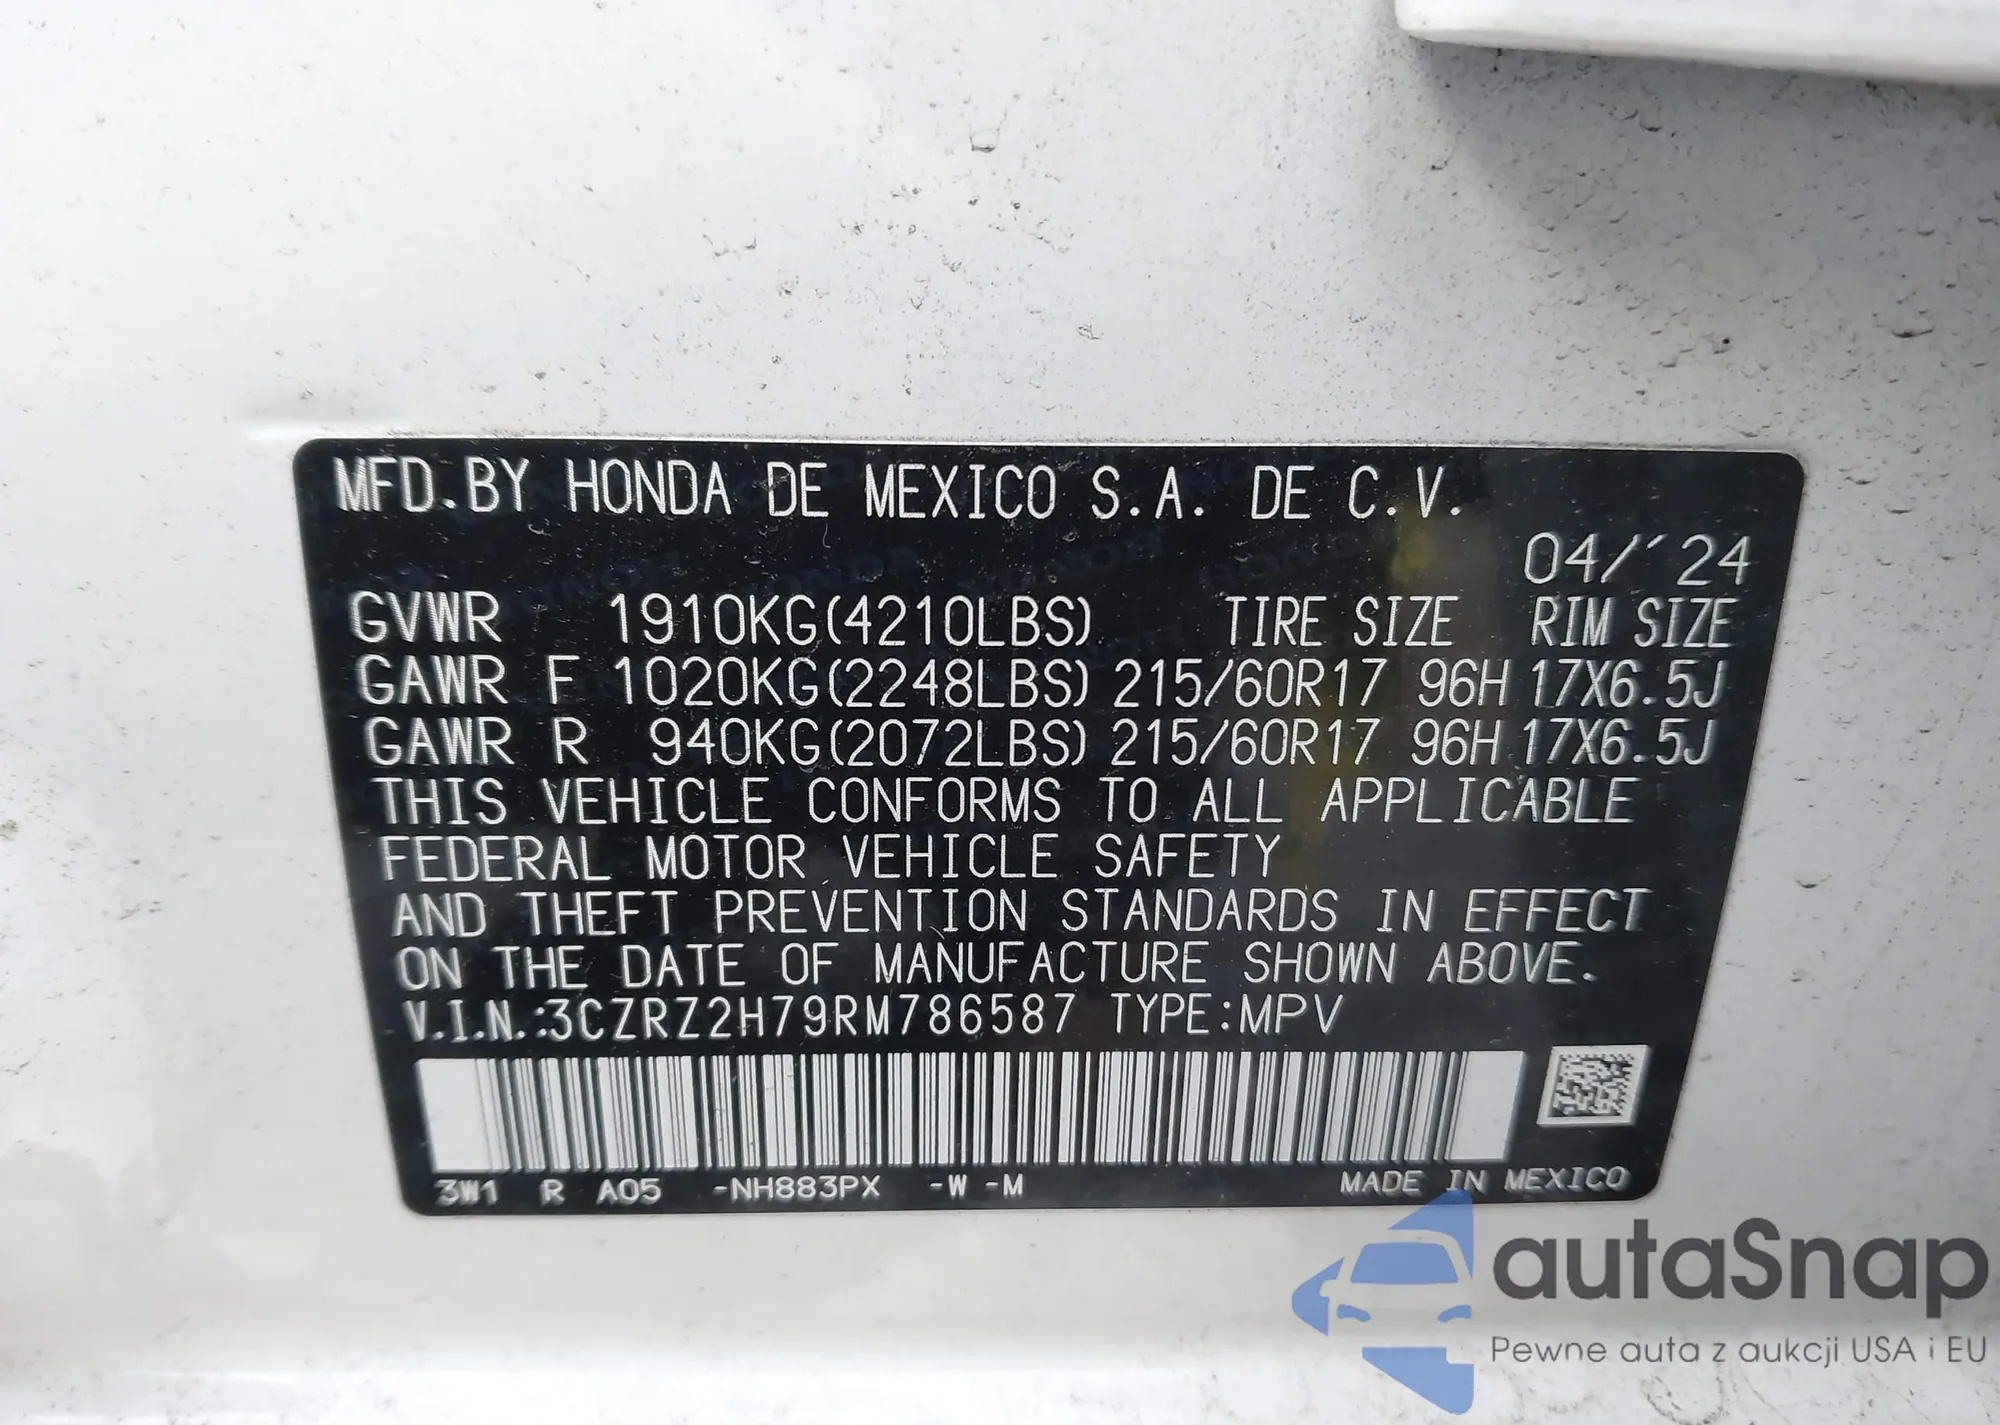 MFD.BY HONDA DE MEXICO S.A. DE C.V.
04/´24
GVWR 1910KG(4210LBS) TIRE SIZE RIM SIZE
GAWR F 1020KG(2248LBS) 215/60R17 96H 17X6.5J
GAWR R 940KG(2072LBS) 215/60R17 96H 17X6.5J
THIS VEHICLE CONFORMS TO ALL APPLICABLE
FEDERAL MOTOR VEHICLE SAFETY
AND THEFT PREVENTION STANDARDS IN EFFECT
ON THE DATE OF MANUFACTURE SHOWN ABOVE.
V.I.N.:3CZRZ2H79RM786587 TYPE:MPV
3W1 R A05 -NH883PX -W -M MADE IN MEXICO
autaSnap
Pewne auta z aukcji USA i EU